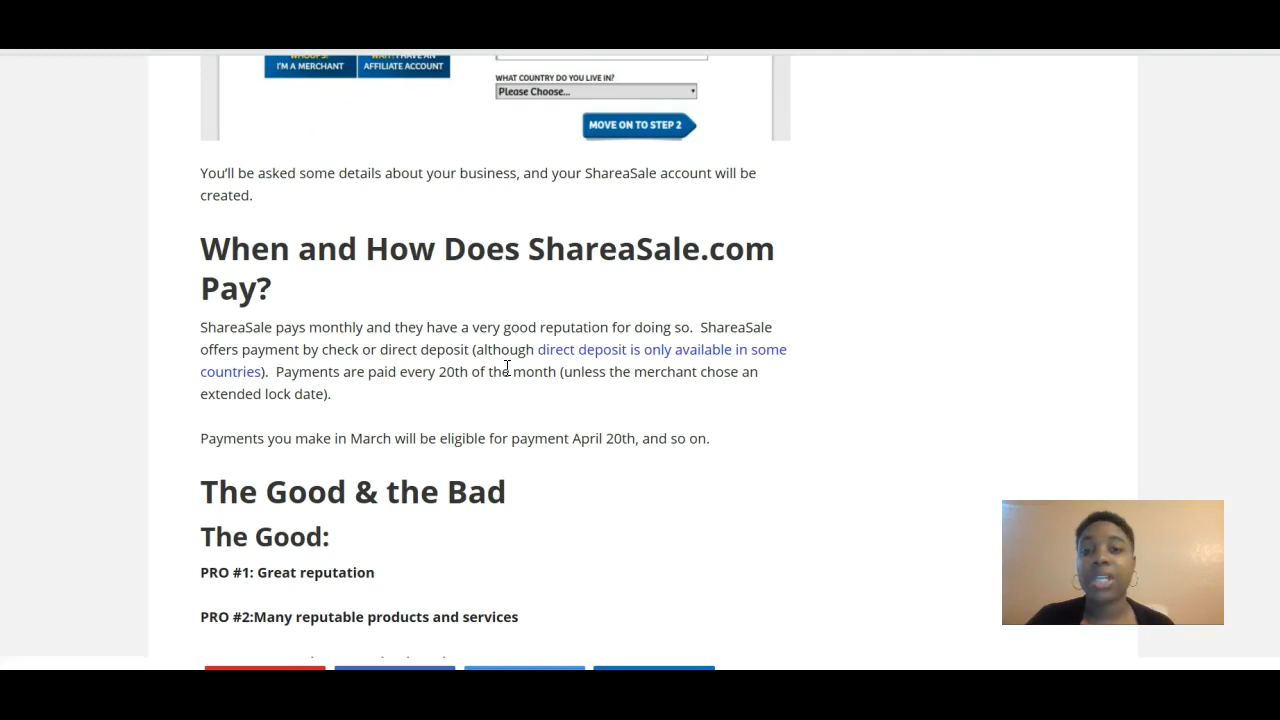 I'M A MERCHANT
AFFILIATE ACCOUNT
WHAT COUNTRY DO YOU LIVE IN?
Please Choose...
MOVE ON TO STEP 2
You'll be asked some details about your business, and your ShareaSale account will be
created.
When and How Does ShareaSale.com
Pay?
ShareaSale pays monthly and they have a very good reputation for doing so.  ShareaSale
offers payment by check or direct deposit (although direct deposit is only available in some
countries).  Payments are paid every 20th of the month (unless the merchant chose an
extended lock date).
Payments you make in March will be eligible for payment April 20th, and so on.
The Good & the Bad
The Good:
PRO #1: Great reputation
PRO #2:Many reputable products and services